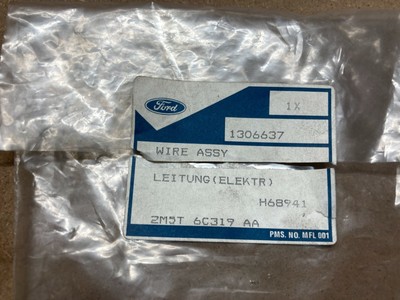 Ford
1X
1306637
WIRE ASSY
LEITUNG(ELEKTR)
H68941
2M5T 6C319 AA
PMS. NO. MFL 001